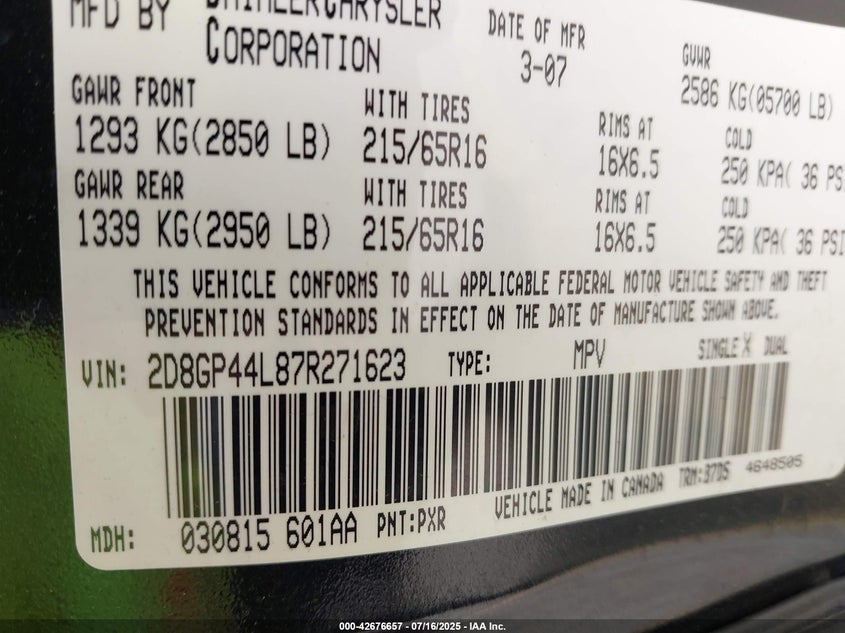 MFD BY DAIMLERCHRYSLER CORPORATION
DATE OF MFR 3-07
GVWR 2586 KG(05700 LB)
GAWR FRONT WITH TIRES RIMS AT COLD
1293 KG(2850 LB) 215/65R16 16X6.5 250 KPA( 36 PSI
GAWR REAR WITH TIRES RIMS AT COLD
1339 KG(2950 LB) 215/65R16 16X6.5 250 KPA( 36 PSI
THIS VEHICLE CONFORMS TO ALL APPLICABLE FEDERAL MOTOR VEHICLE SAFETY AND THEFT
PREVENTION STANDARDS IN EFFECT ON THE DATE OF MANUFACTURE SHOWN ABOVE.
VIN: 2D8GP44L87R271623 TYPE: MPV SINGLE X DUAL
MDH: 030815 601AA PNT:PXR VEHICLE MADE IN CANADA TRM:B7D5 4648505
000-42676657 - 07/16/2025 - IAA Inc.